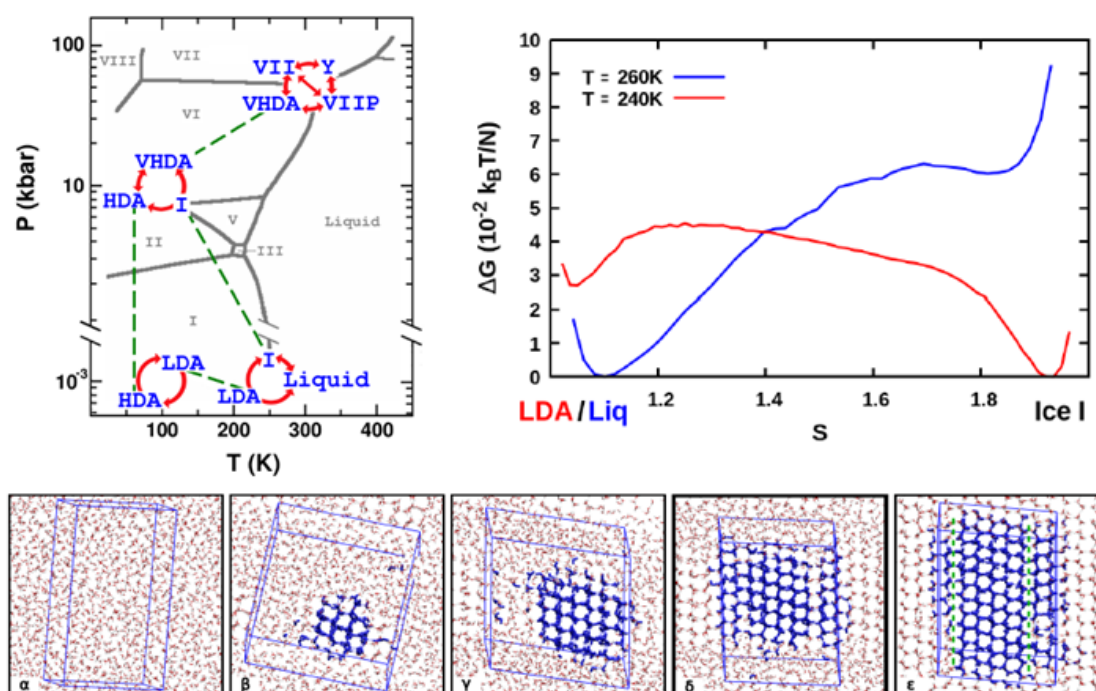 P (kbar)
100
10
10⁻³
VIII
VII
VII
Y
VHDA
VIIP
VI
VHDA
HDA
I
V
Liquid
II
III
I
LDA
I
HDA
LDA
Liquid
100 200 300 400
T (K)
ΔG (10⁻² k_BT/N)
10
9
8
7
6
5
4
3
2
1
0
T = 260K
T = 240K
1.2 1.4 1.6 1.8
LDA/Liq
Ice I
S
α
β
γ
δ
ε